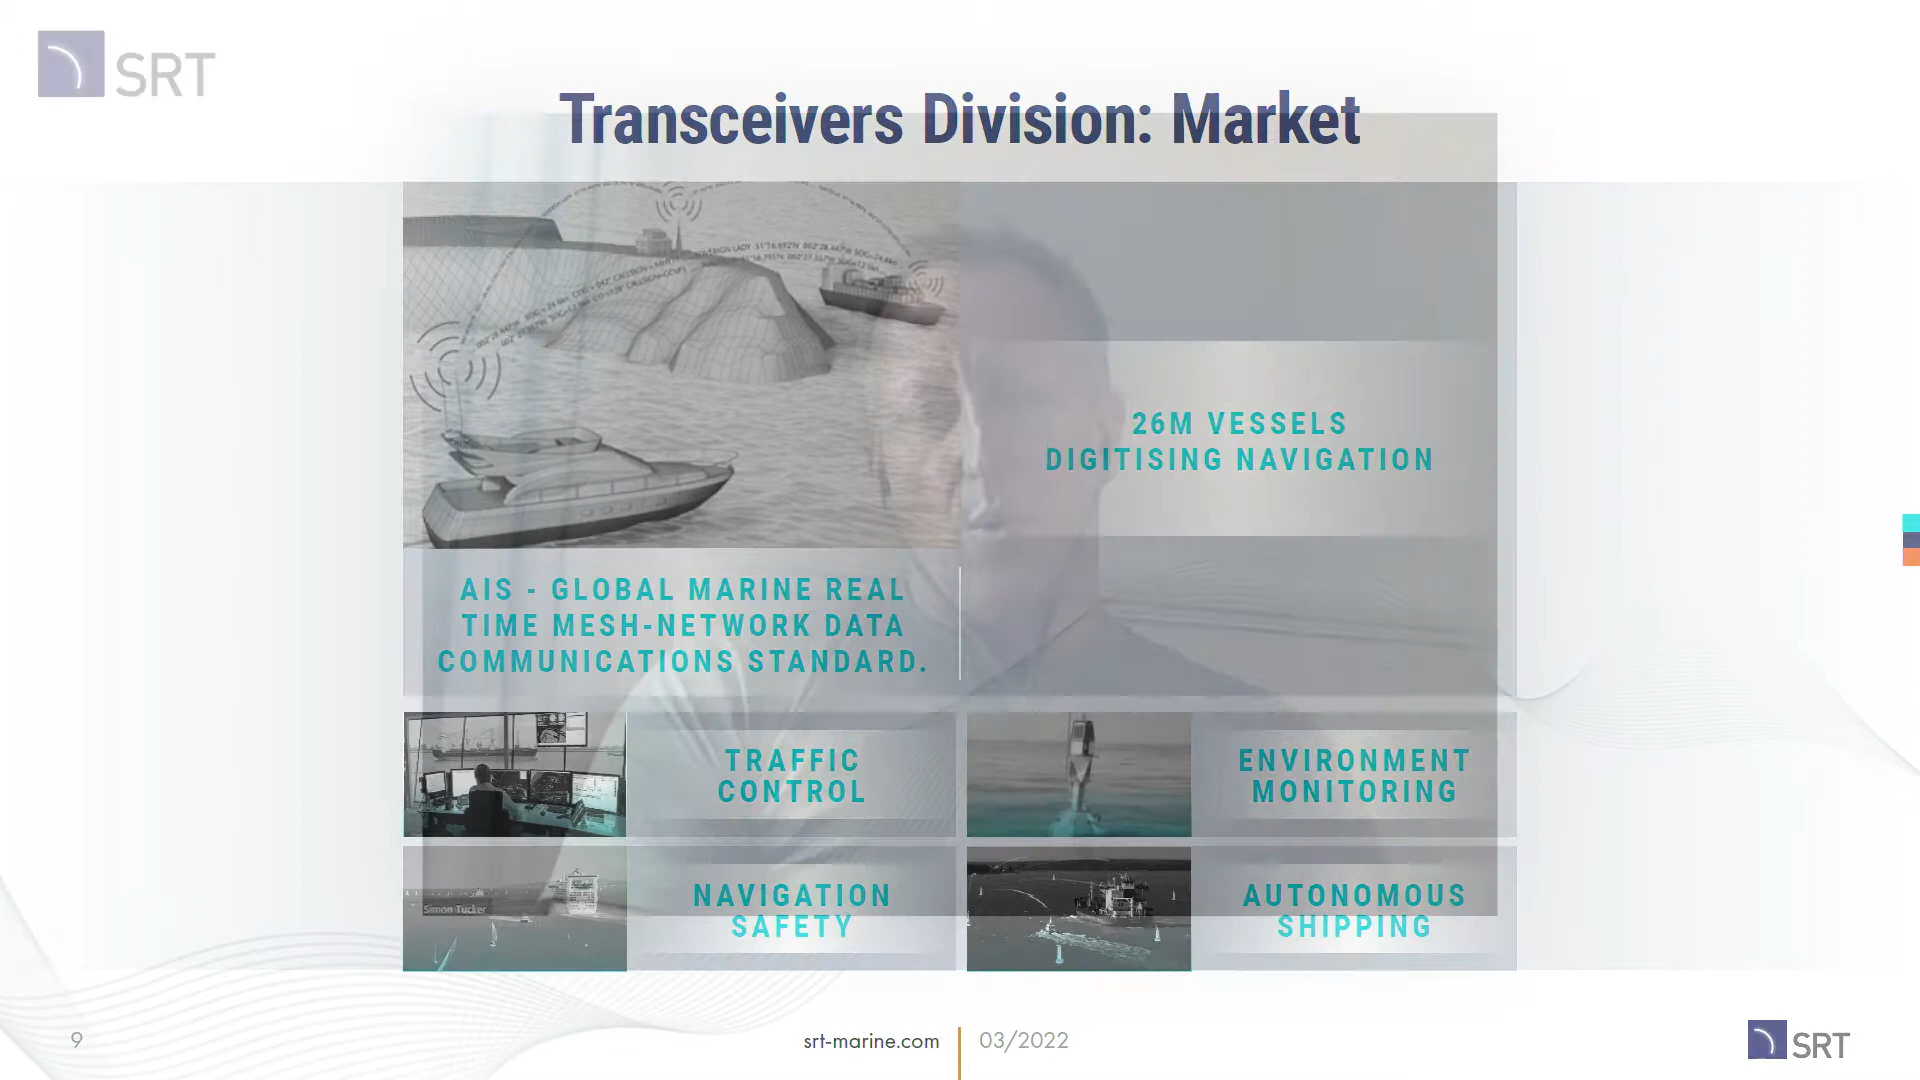 SRT
Transceivers Division: Market
26M VESSELS
DIGITISING NAVIGATION
AIS - GLOBAL MARINE REAL
TIME MESH-NETWORK DATA
COMMUNICATIONS STANDARD.
TRAFFIC
CONTROL
ENVIRONMENT
MONITORING
NAVIGATION
SAFETY
AUTONOMOUS
SHIPPING
Simon Tucker
9
srt-marine.com
03/2022
SRT